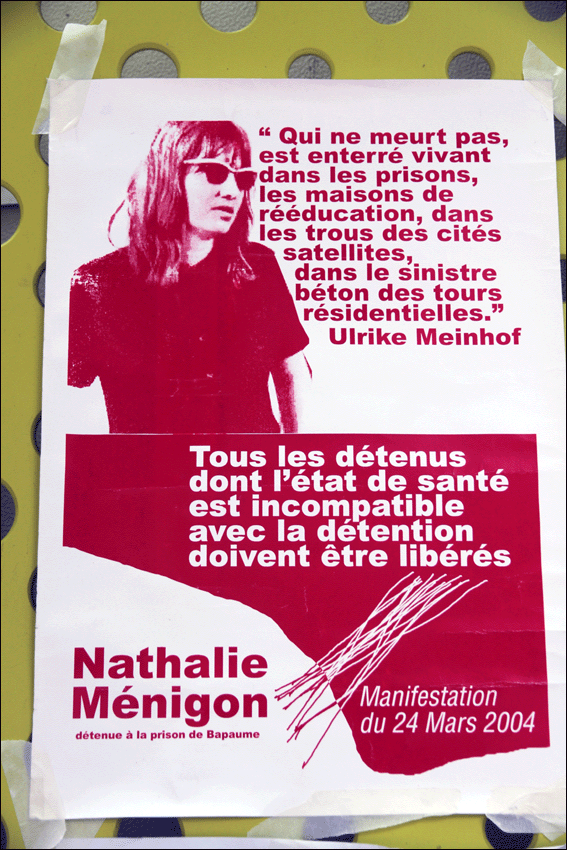 “ Qui ne meurt pas,
est enterré vivant
dans les prisons,
les maisons de
rééducation, dans
les trous des cités
satellites,
dans le sinistre
béton des tours
résidentielles.”
Ulrike Meinhof
Tous les détenus
dont l’état de santé
est incompatible
avec la détention
doivent être libérés
Nathalie
Ménigon
détenue à la prison de Bapaume
Manifestation
du 24 Mars 2004